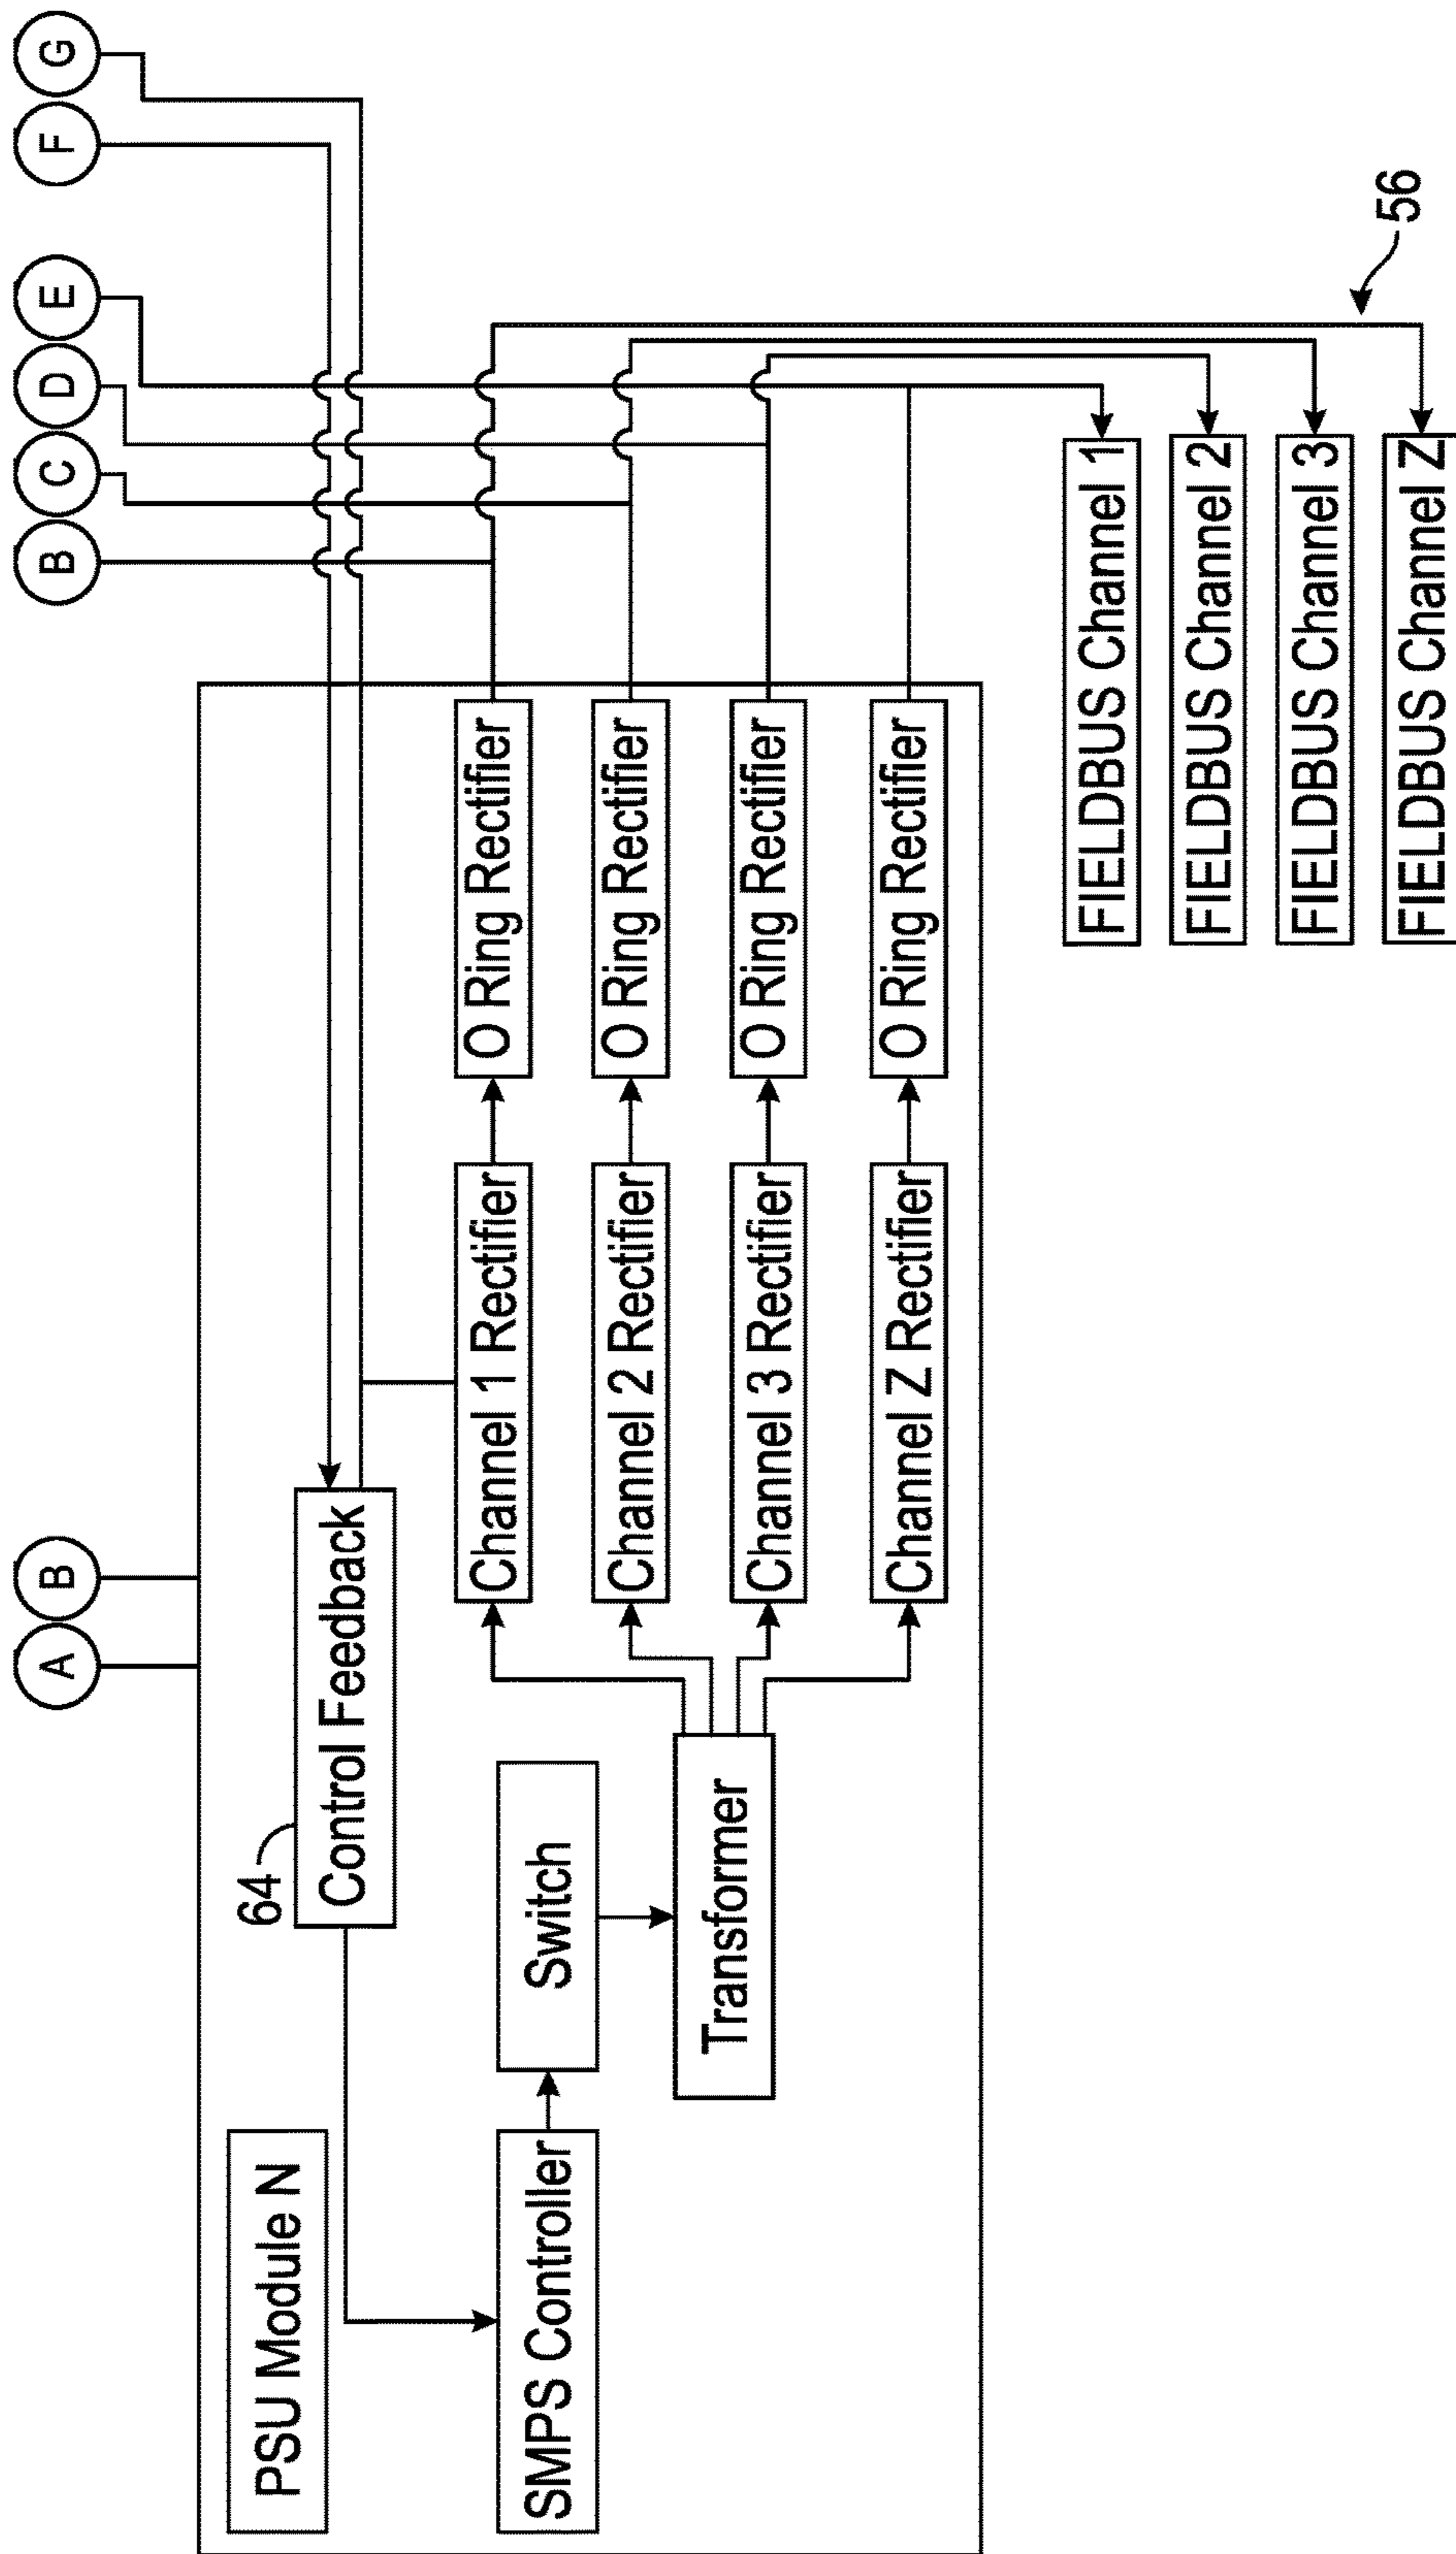 A
B
B
C
D
E
F
G
PSU Module N
64
Control Feedback
SMPS Controller
Switch
Transformer
Channel 1 Rectifier
O Ring Rectifier
Channel 2 Rectifier
O Ring Rectifier
Channel 3 Rectifier
O Ring Rectifier
Channel Z Rectifier
O Ring Rectifier
FIELDBUS Channel 1
FIELDBUS Channel 2
FIELDBUS Channel 3
FIELDBUS Channel Z
56